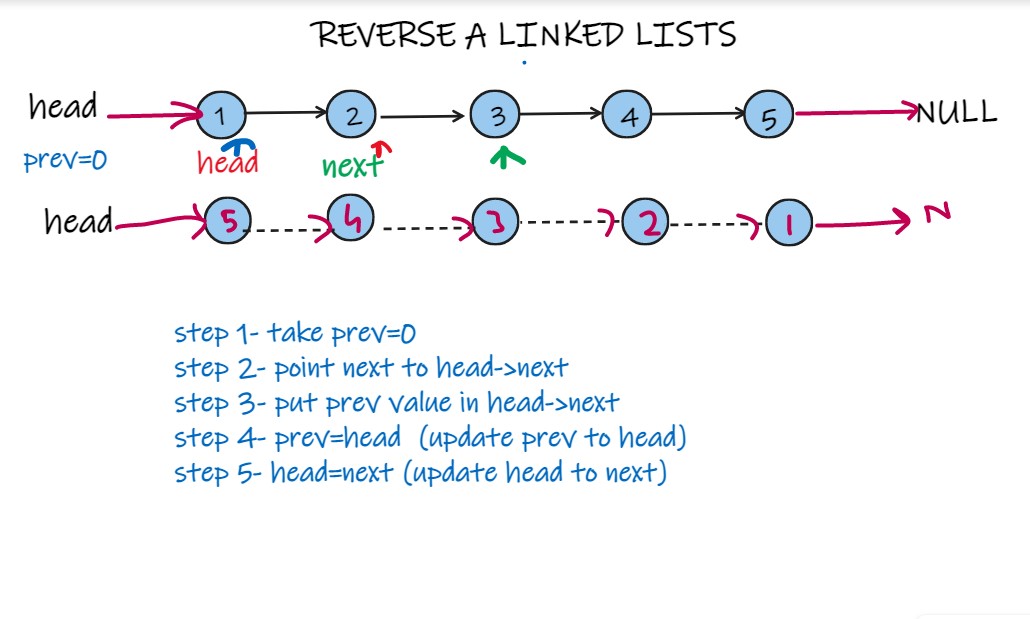 REVERSE A LINKED LISTS
head 1 2 3 4 5 NULL
prev=0 head next
head 5 4 3 2 1 N
step 1- take prev=0
step 2- point next to head->next
step 3- put prev value in head->next
step 4- prev=head (update prev to head)
step 5- head=next (update head to next)